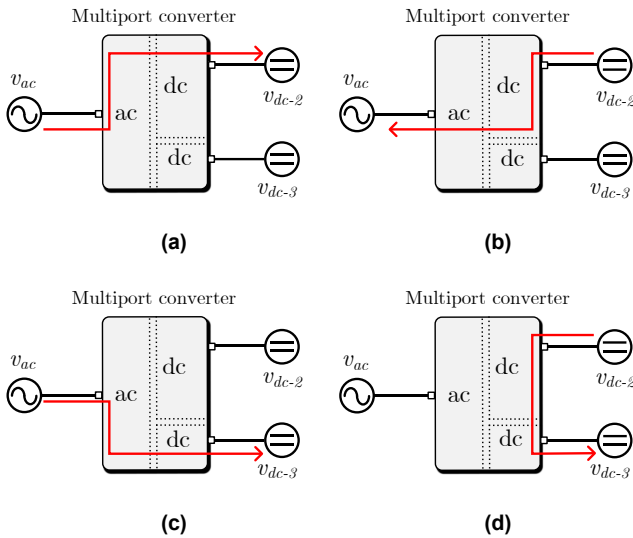 Multiport converter
v_ac
ac
dc
dc
v_dc-2
v_dc-3
(a)
Multiport converter
v_ac
ac
dc
dc
v_dc-2
v_dc-3
(b)
Multiport converter
v_ac
ac
dc
dc
v_dc-2
v_dc-3
(c)
Multiport converter
v_ac
ac
dc
dc
v_dc-2
v_dc-3
(d)